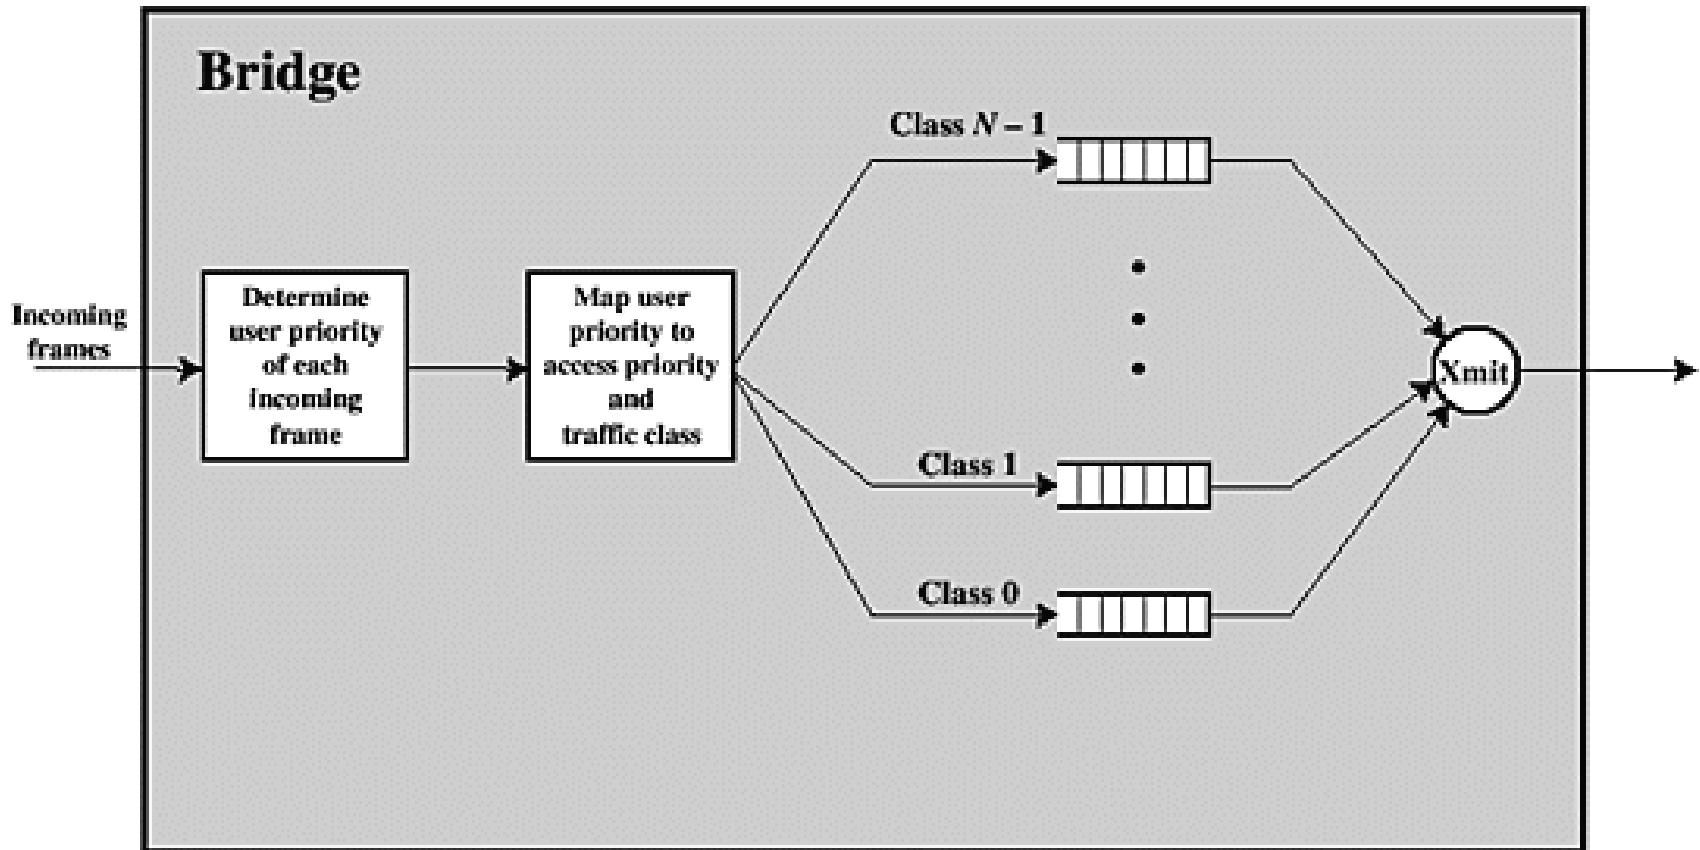 Bridge
Class N – 1
Incoming
frames
Determine
user priority
of each
incoming
frame
Map user
priority to
access priority
and
traffic class
Xmit
Class 1
Class 0